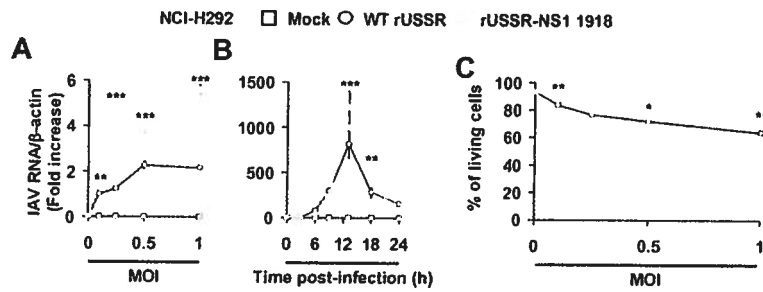 NCI-H292 Mock WT rUSSR rUSSR-NS1 1918
A B C
IAV RNA/β-actin
(Fold increase)
6
4
2
0
***
***
***
**
0 0.5 1
MOI
1500
1000
500
0
***
**
0 6 12 18 24
Time post-infection (h)
% of living cells
100
80
60
40
20
0
**
*
*
0 0.5 1
MOI